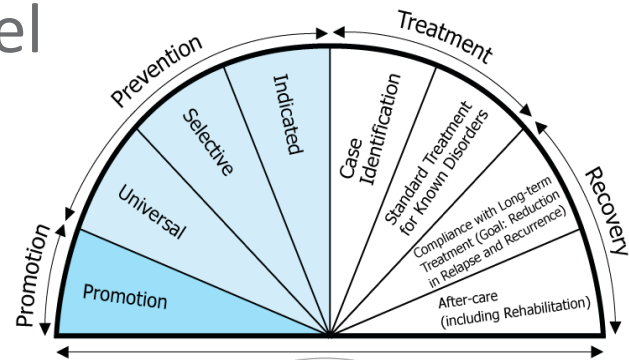 el
Promotion
Prevention
Treatment
Recovery
Promotion
Universal
Selective
Indicated
Case
Identification
Standard Treatment
for Known Disorders
Compliance with Long-term
Treatment (Goal: Reduction
in Relapse and Recurrence)
After-care
(including Rehabilitation)